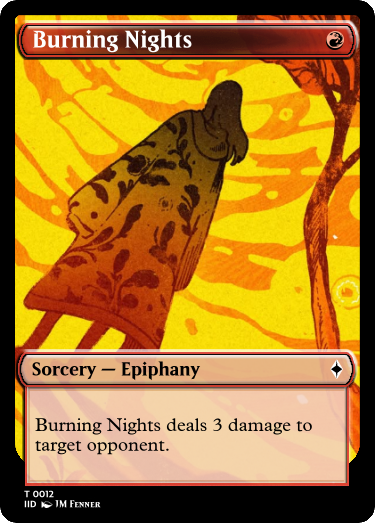 Burning Nights
Sorcery — Epiphany
Burning Nights deals 3 damage to
target opponent.
T 0012
IID JM Fenner